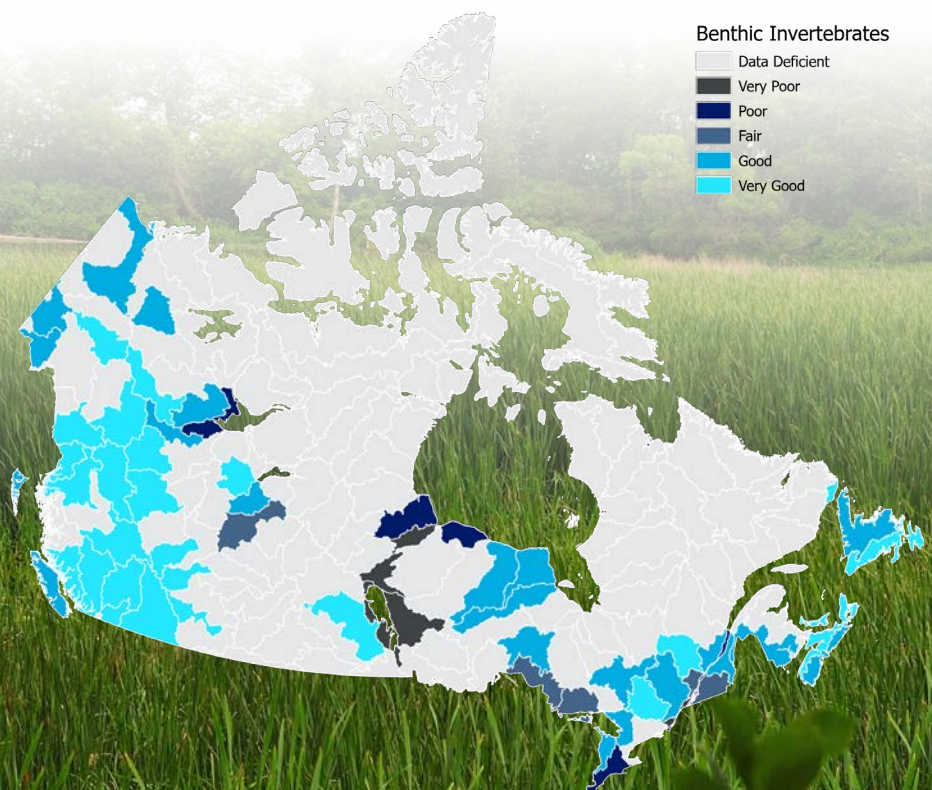 Benthic Invertebrates
Data Deficient
Very Poor
Poor
Fair
Good
Very Good